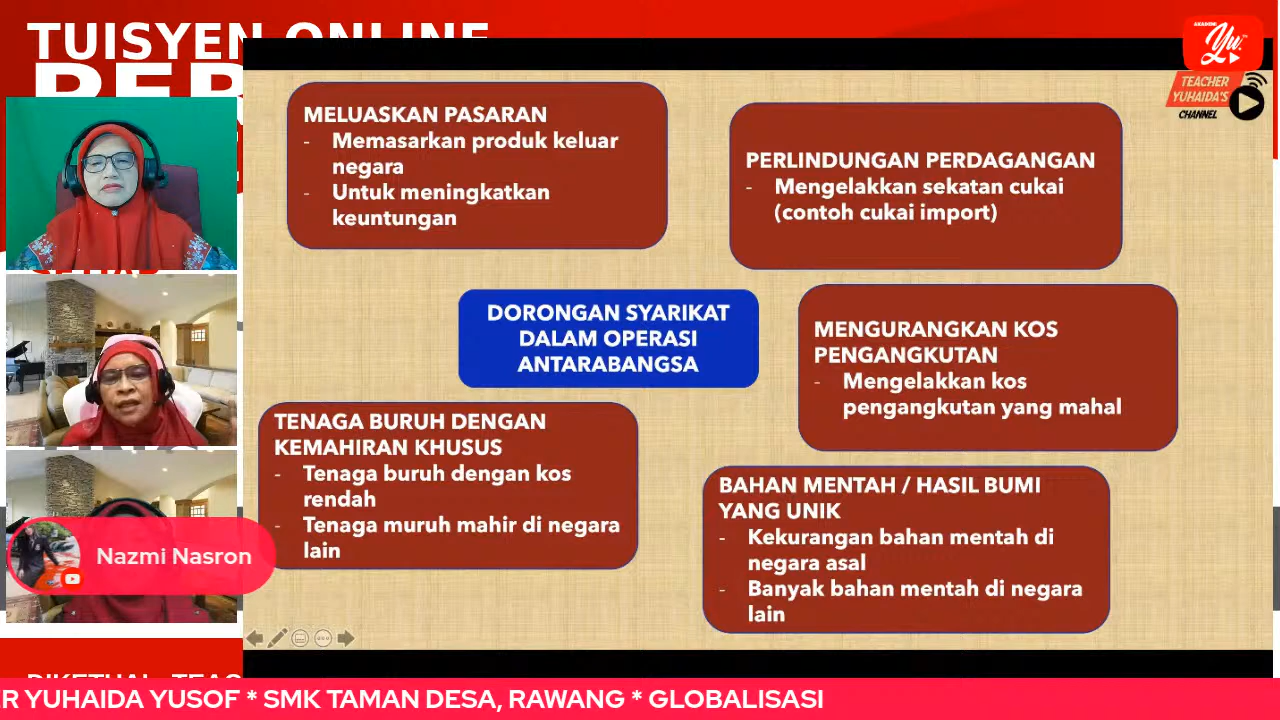 TUISYEN ONLINE
MELUASKAN PASARAN
- Memasarkan produk keluar
negara
- Untuk meningkatkan
keuntungan
PERLINDUNGAN PERDAGANGAN
- Mengelakkan sekatan cukai
(contoh cukai import)
DORONGAN SYARIKAT
DALAM OPERASI
ANTARABANGSA
MENGURANGKAN KOS
PENGANGKUTAN
- Mengelakkan kos
pengangkutan yang mahal
TENAGA BURUH DENGAN
KEMAHIRAN KHUSUS
- Tenaga buruh dengan kos
rendah
- Tenaga muruh mahir di negara
lain
BAHAN MENTAH / HASIL BUMI
YANG UNIK
- Kekurangan bahan mentah di
negara asal
- Banyak bahan mentah di negara
lain
AKADEMI
Yu.
TEACHER
YUHAIDA'S
CHANNEL
Nazmi Nasron
ER YUHAIDA YUSOF * SMK TAMAN DESA, RAWANG * GLOBALISASI